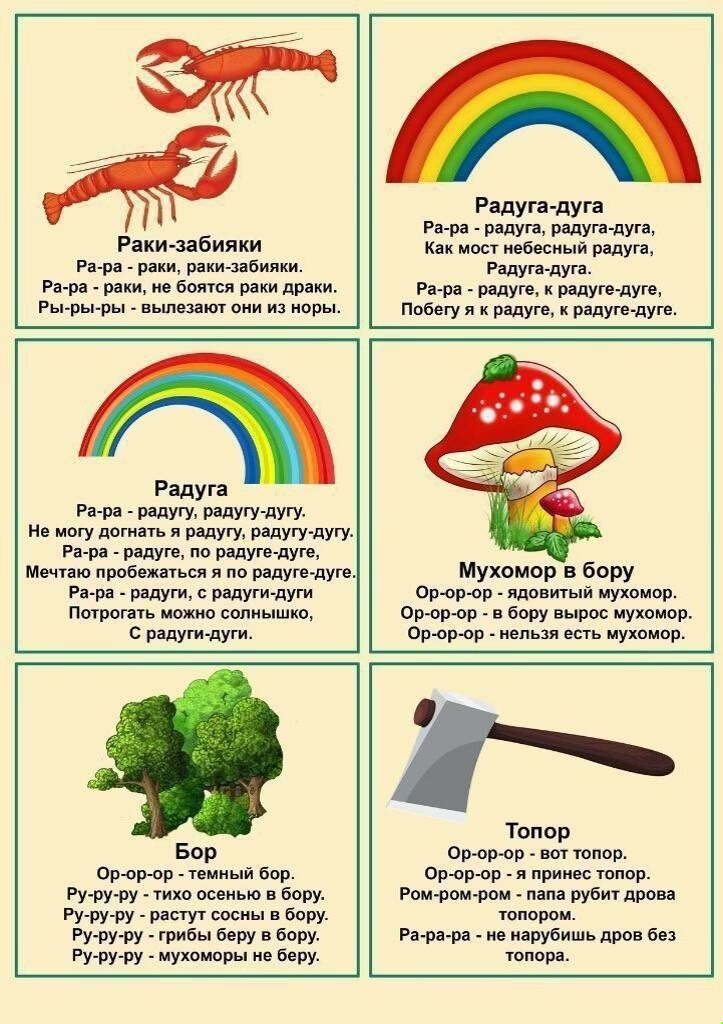 Раки-забияки
Ра-ра - раки, раки-забияки.
Ра-ра - раки, не боятся раки драки.
Ры-ры-ры - вылезают они из норы.
Радуга-дуга
Ра-ра - радуга, радуга-дуга,
Как мост небесный радуга,
Радуга-дуга.
Ра-ра - радуге, к радуге-дуге,
Побегу я к радуге, к радуге-дуге.
Радуга
Ра-ра - радугу, радугу-дугу.
Не могу догнать я радугу, радугу-дугу.
Ра-ра - радуге, по радуге-дуге,
Мечтаю пробежаться я по радуге-дуге.
Ра-ра - радуги, с радуги-дуги
Потрогать можно солнышко,
С радуги-дуги.
Мухомор в бору
Ор-ор-ор - ядовитый мухомор.
Ор-ор-ор - в бору вырос мухомор.
Ор-ор-ор - нельзя есть мухомор.
Бор
Ор-ор-ор - темный бор.
Ру-ру-ру - тихо осенью в бору.
Ру-ру-ру - растут сосны в бору.
Ру-ру-ру - грибы беру в бору.
Ру-ру-ру - мухоморы не беру.
Топор
Ор-ор-ор - вот топор.
Ор-ор-ор - я принес топор.
Ром-ром-ром - папа рубит дрова
топором.
Ра-ра-ра - не нарубишь дров без
топора.